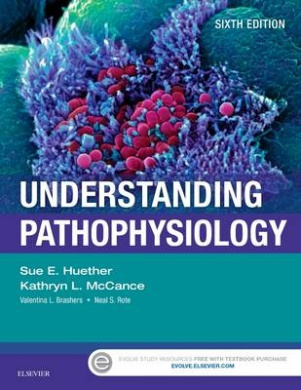 SIXTH EDITION
UNDERSTANDING
PATHOPHYSIOLOGY
Sue E. Huether
Kathryn L. McCance
Valentina L. Brashers • Neal S. Rote
ELSEVIER
EVOLVE STUDY RESOURCES FREE WITH TEXTBOOK PURCHASE
EVOLVE.ELSEVIER.COM